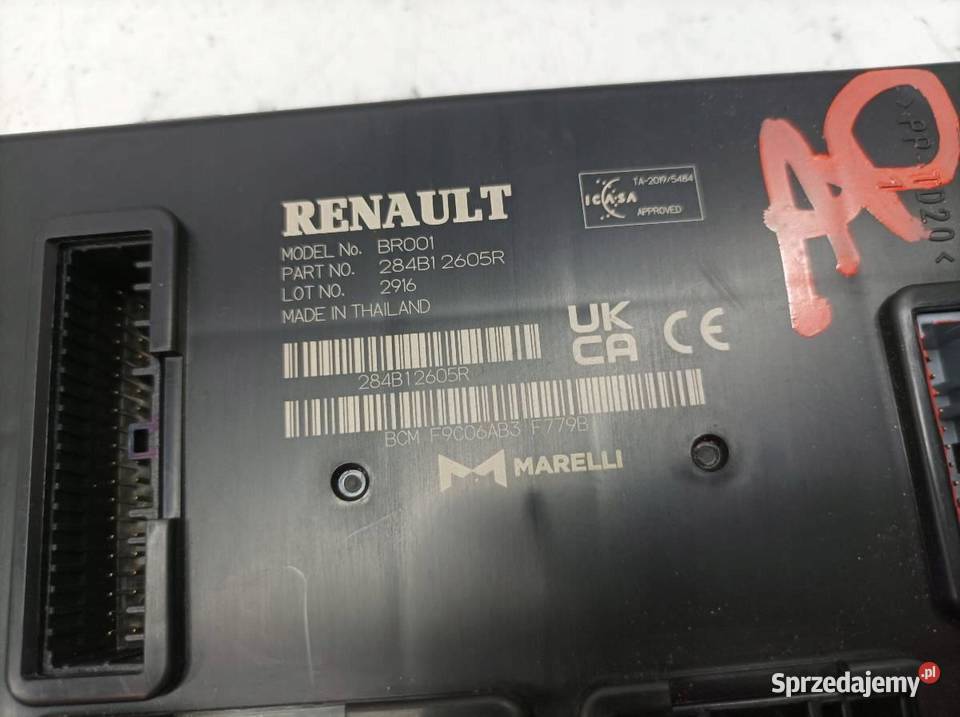 RENAULT
MODEL No. BR001
PART NO. 284B12605R
LOT NO. 2916
MADE IN THAILAND
TA-2019/5484
ICASA
APPROVED
284B12605R
BCM F9C06AB3 F779B
UK
CA
CE
MARELLI
Sprzedajemy.pl